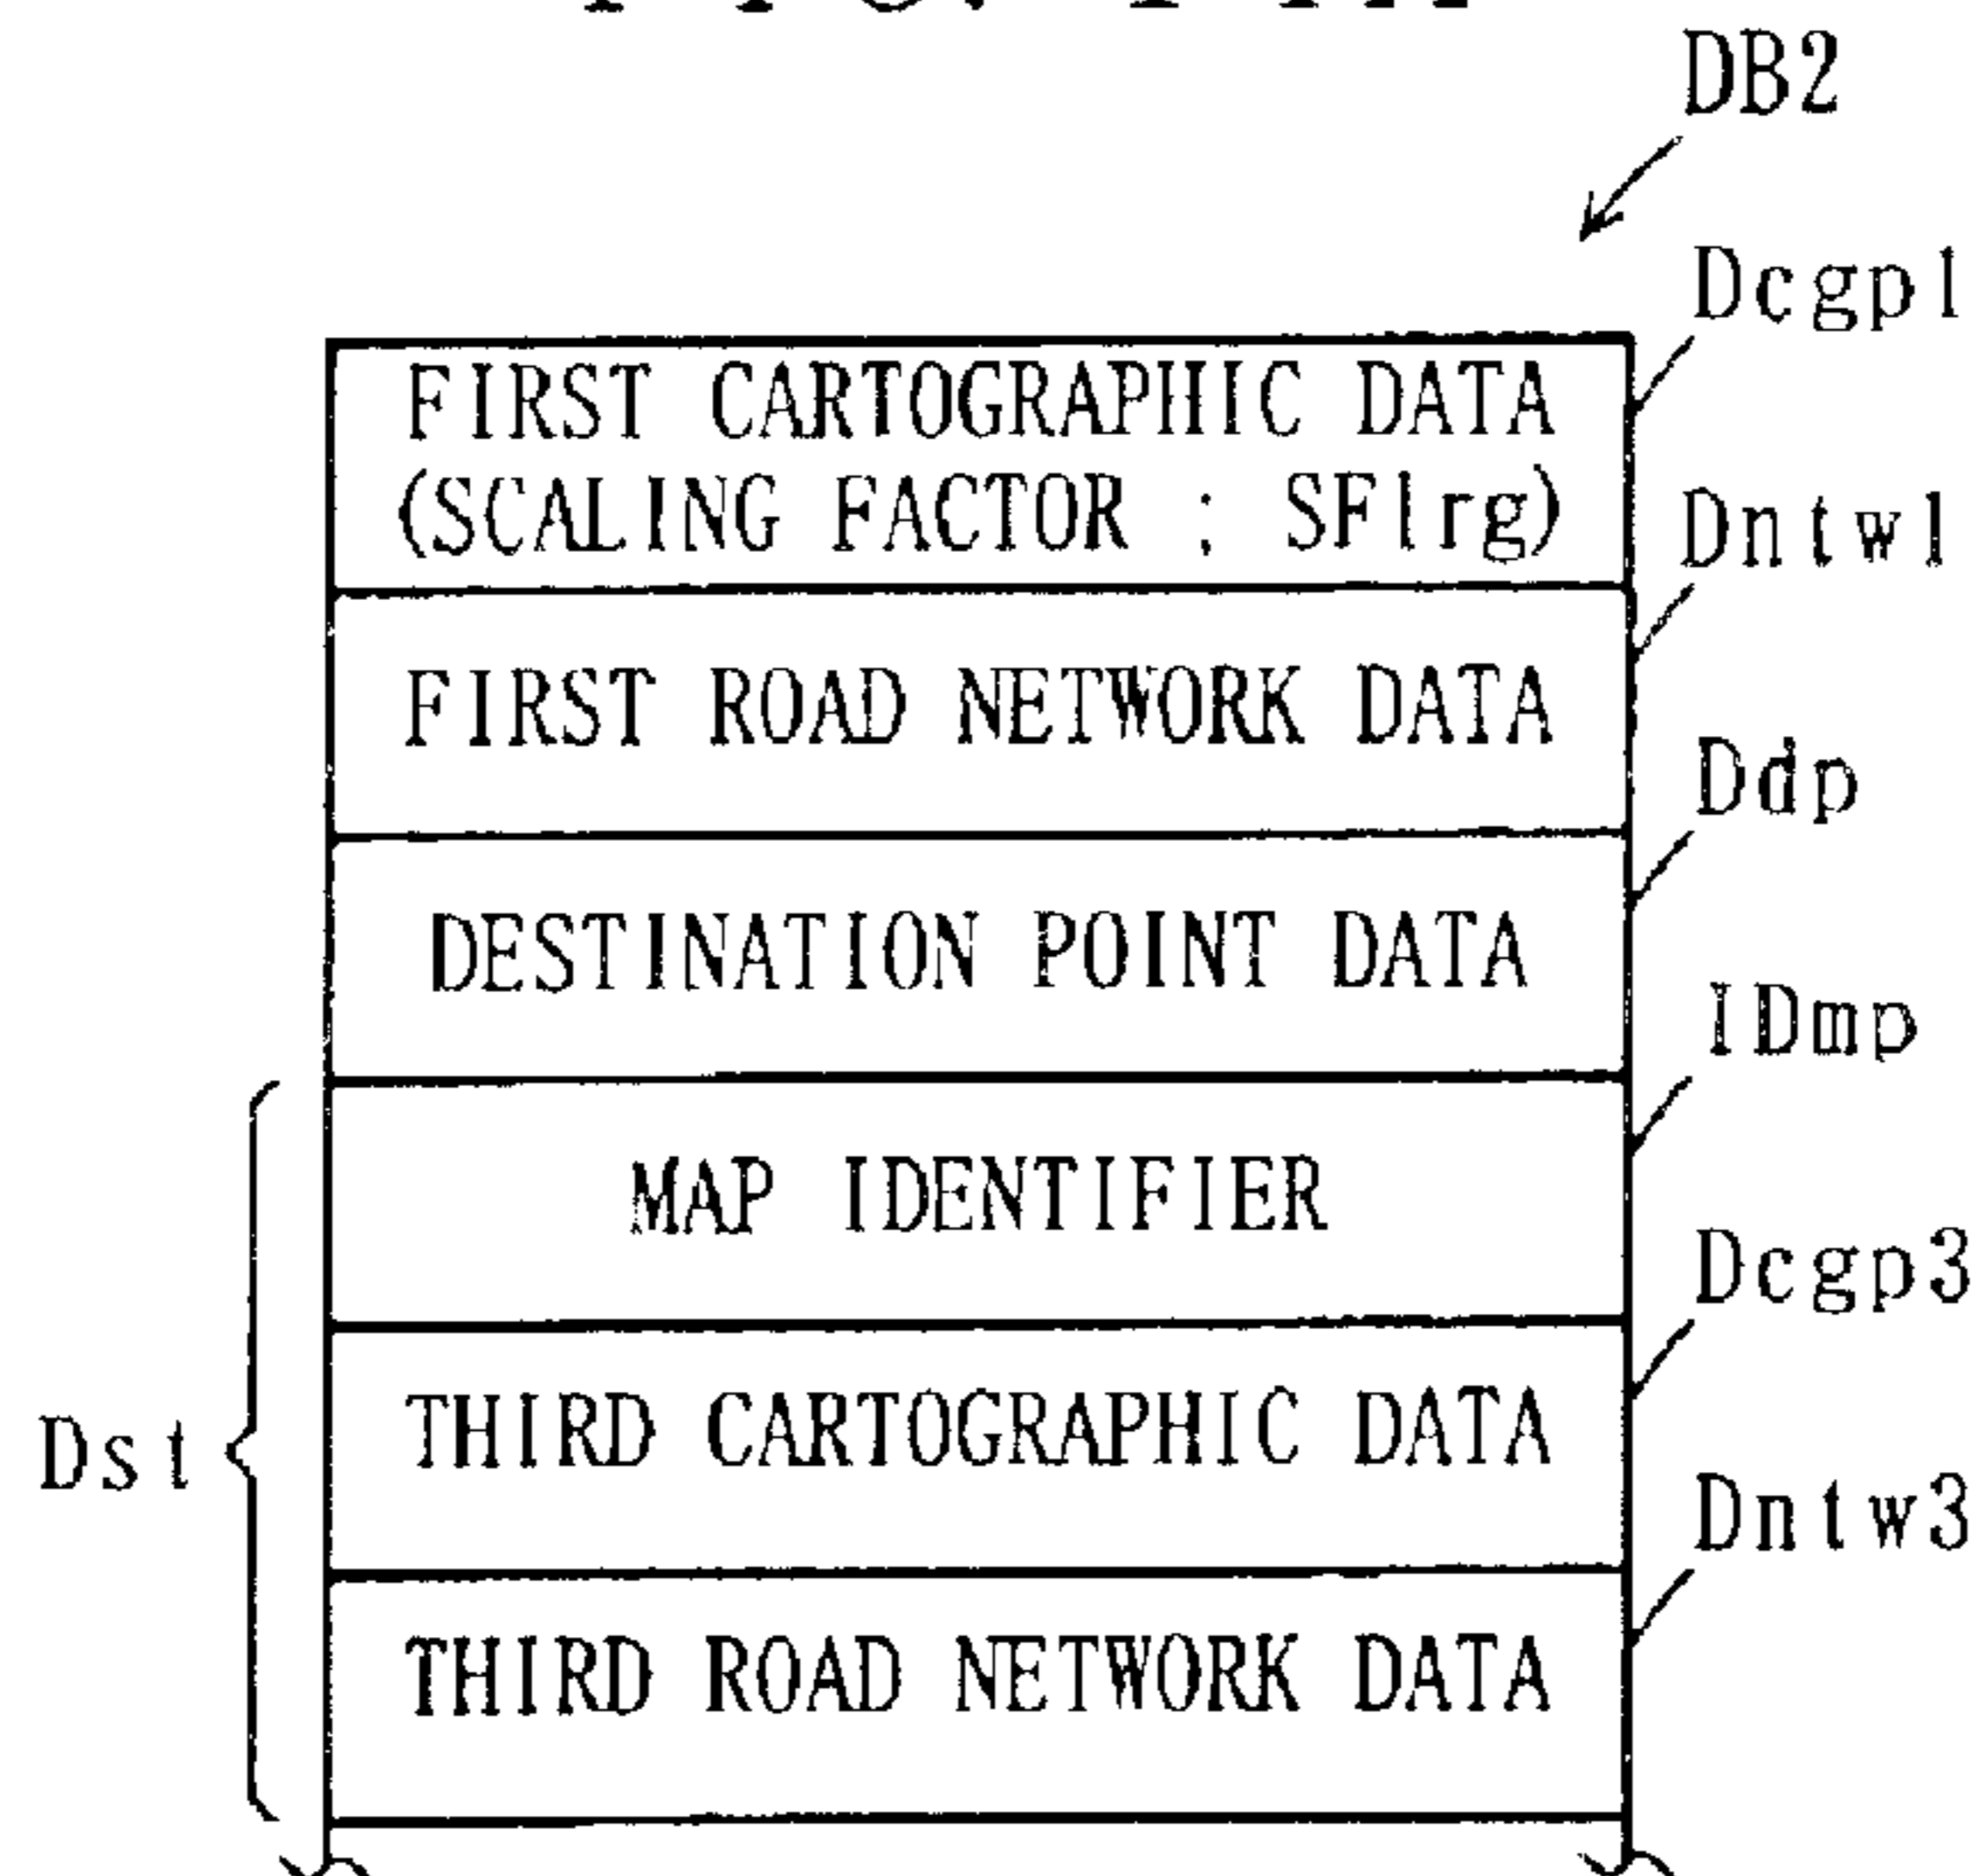 DB2
Dcgp1
FIRST CARTOGRAPHIC DATA
(SCALING FACTOR : SFlrg)
Dntw1
FIRST ROAD NETWORK DATA
Ddp
DESTINATION POINT DATA
IDmp
MAP IDENTIFIER
Dcgp3
THIRD CARTOGRAPHIC DATA
Dst
Dntw3
THIRD ROAD NETWORK DATA